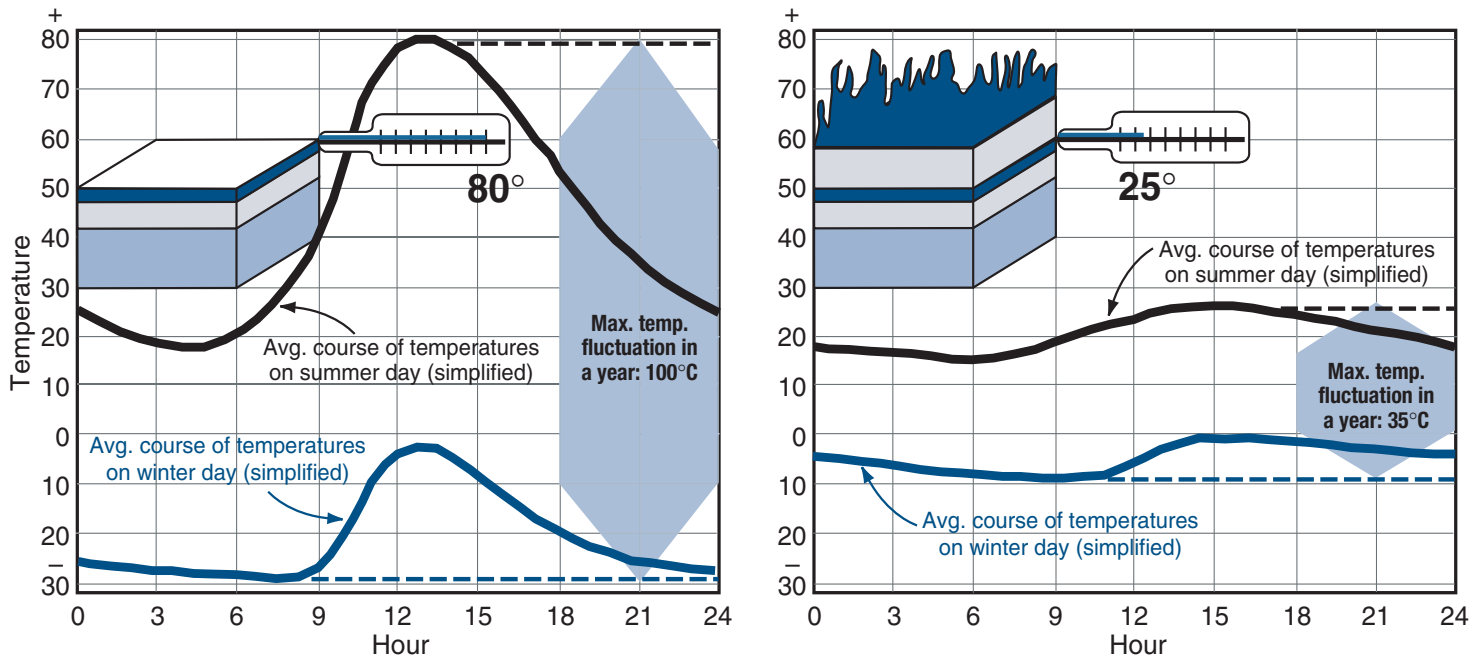 +
80
70
60
50
40
30
20
10
0
10
20
–
30
Temperature
80°
Avg. course of temperatures
on summer day (simplified)
Max. temp.
fluctuation in
a year: 100°C
Avg. course of temperatures
on winter day (simplified)
0 3 6 9 12 15 18 21 24
Hour
+
80
70
60
50
40
30
20
10
0
10
20
–
30
25°
Avg. course of temperatures
on summer day (simplified)
Max. temp.
fluctuation in
a year: 35°C
Avg. course of temperatures
on winter day (simplified)
0 3 6 9 12 15 18 21 24
Hour